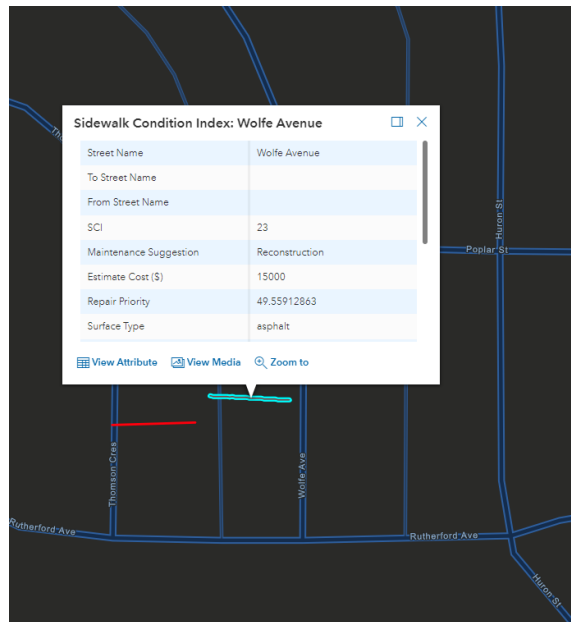 Sidewalk Condition Index: Wolfe Avenue
Street Name Wolfe Avenue
To Street Name
From Street Name
SCI 23
Maintenance Suggestion Reconstruction
Estimate Cost ($) 15000
Repair Priority 49.55912863
Surface Type asphalt
View Attribute View Media Zoom to
Huron St
Poplar St
Thomson Cres
Wolfe Ave
Rutherford Ave
Rutherford Ave
Huron St